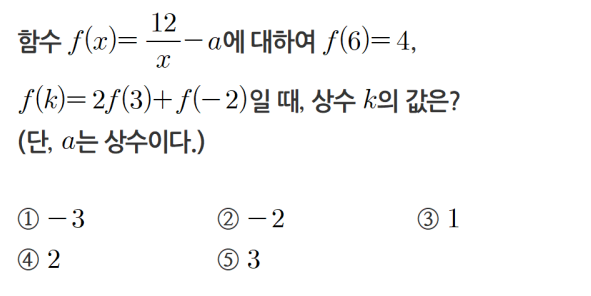 함수 f(x)= 12/x − a에 대하여 f(6)= 4,
f(k)= 2f(3)+f(−2)일 때, 상수 k의 값은?
(단, a는 상수이다.)
① −3 ② −2 ③ 1
④ 2 ⑤ 3